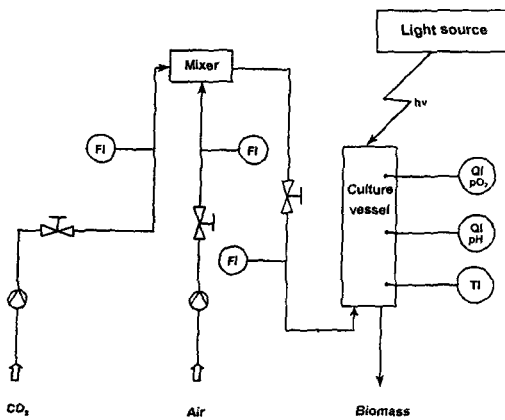 Light source
Mixer
hν
FI
FI
QI
pO₂
Culture
vessel
QI
pH
FI
TI
CO₂
Air
Biomass